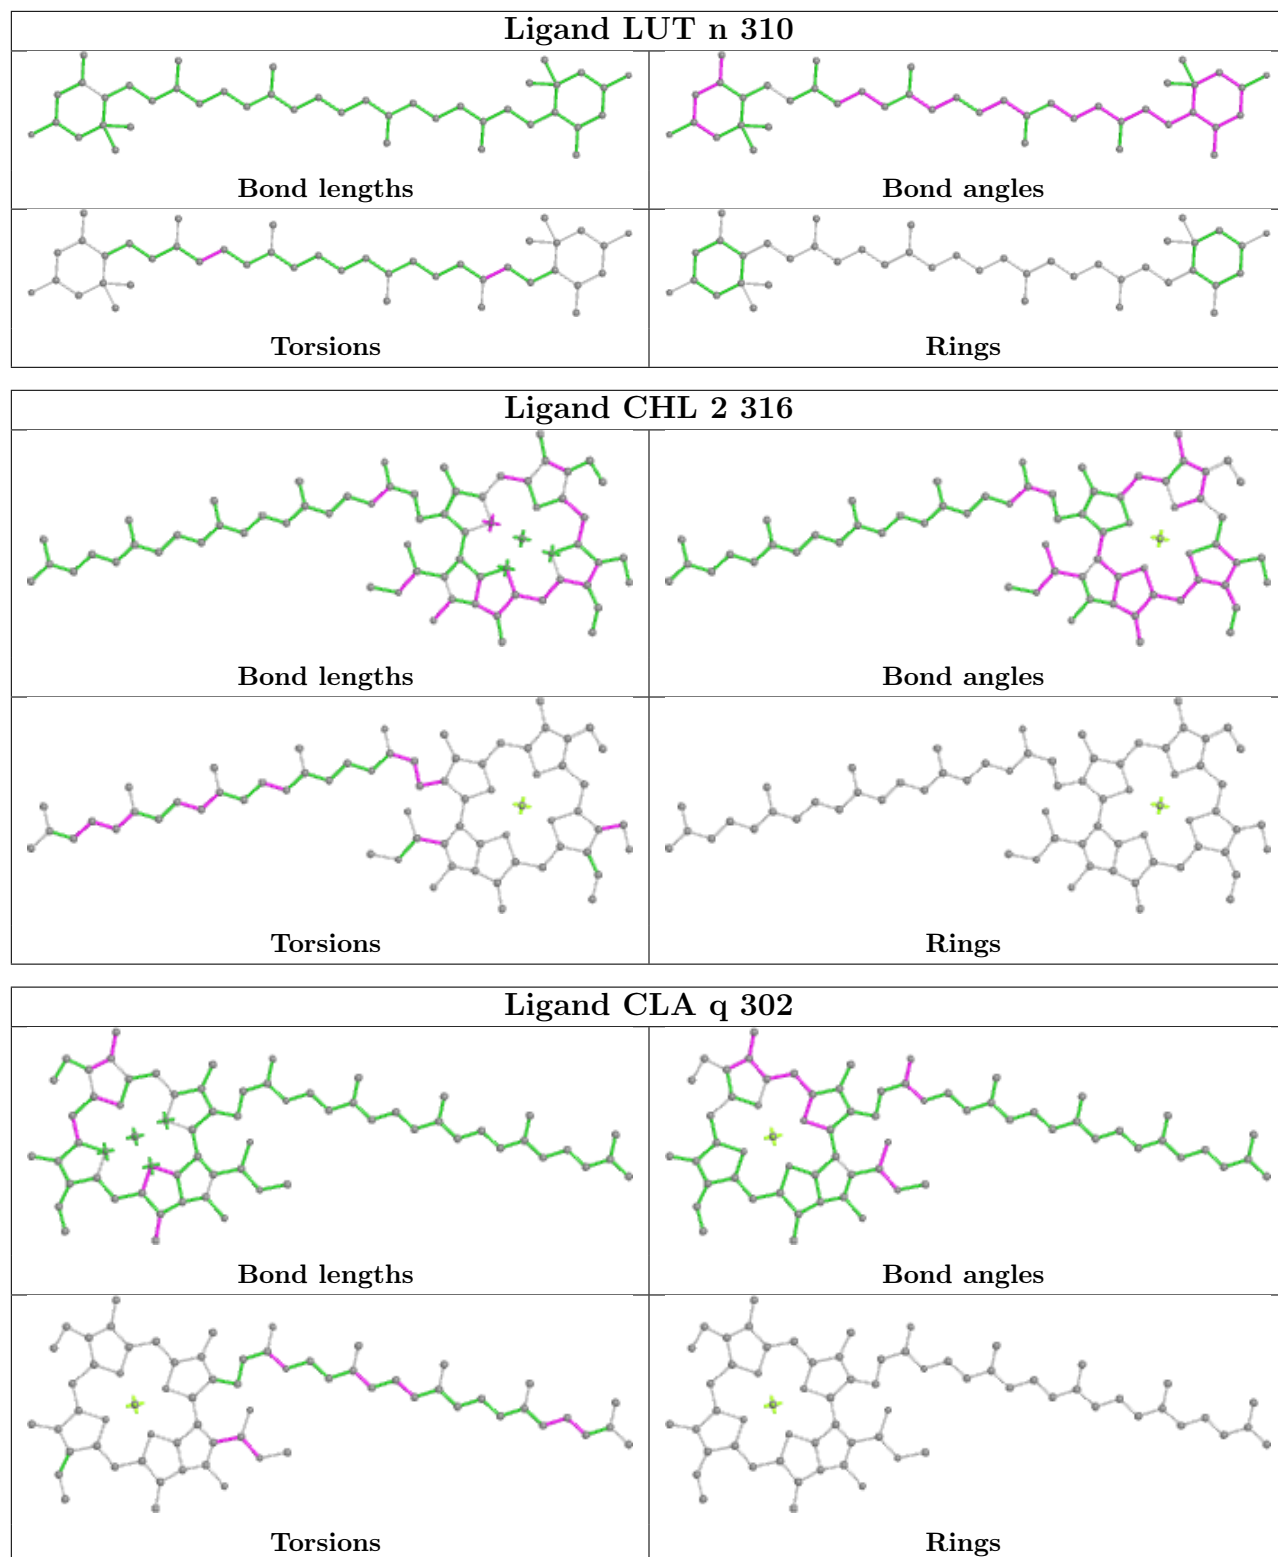 Ligand LUT n 310
Bond lengths
Bond angles
Torsions
Rings
Ligand CHL 2 316
Bond lengths
Bond angles
Torsions
Rings
Ligand CLA q 302
Bond lengths
Bond angles
Torsions
Rings